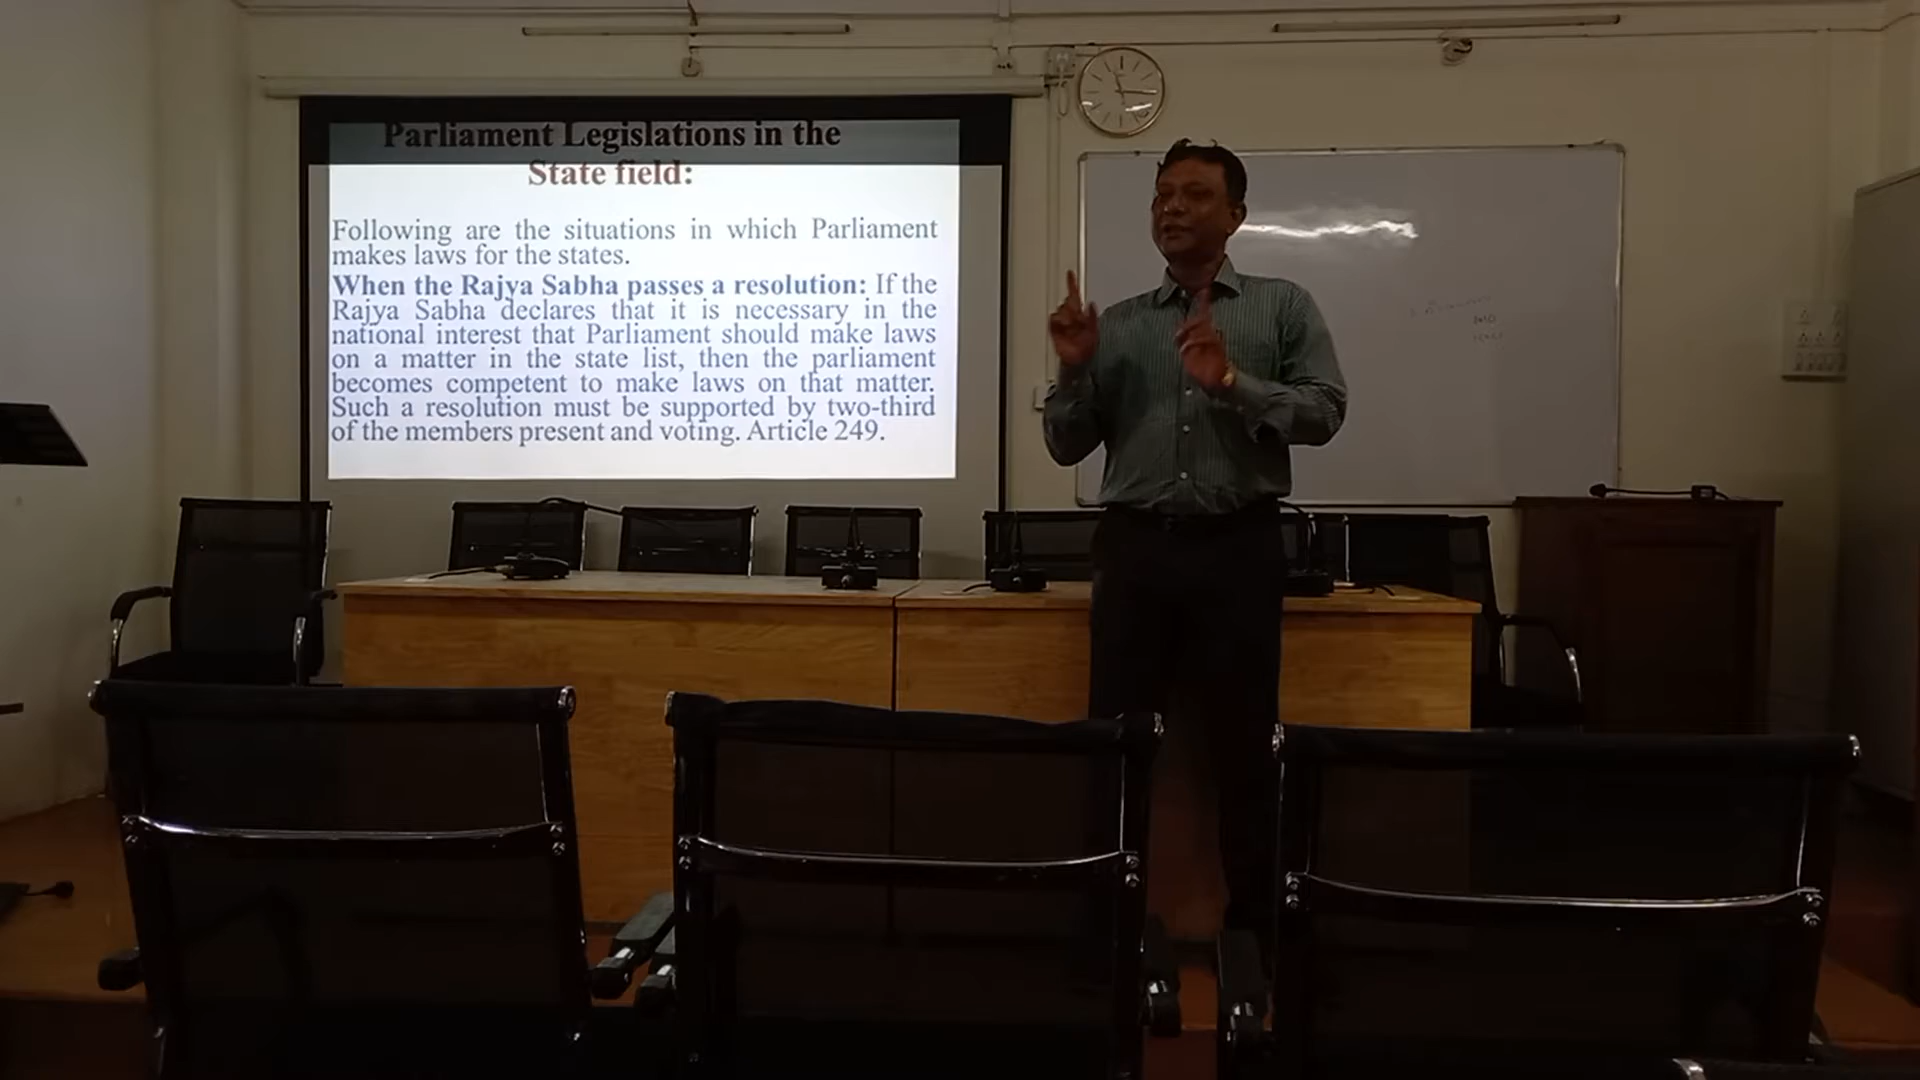 Parliament Legislations in the
State field:
Following are the situations in which Parliament
makes laws for the states.
When the Rajya Sabha passes a resolution: If the
Rajya Sabha declares that it is necessary in the
national interest that Parliament should make laws
on a matter in the state list, then the parliament
becomes competent to make laws on that matter.
Such a resolution must be supported by two-third
of the members present and voting. Article 249.